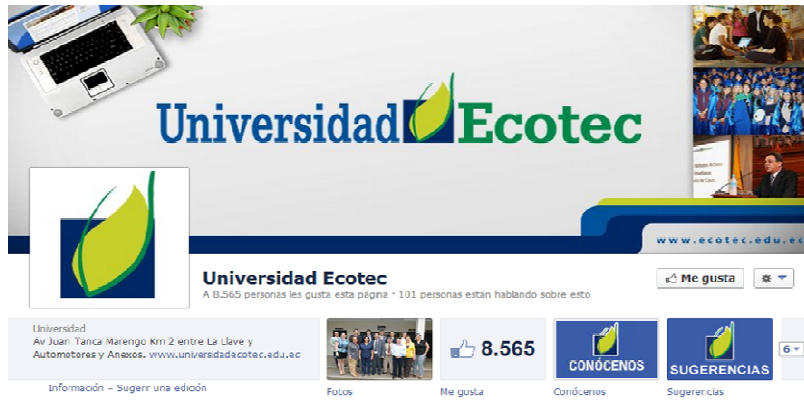 Universidad Ecotec
www.ecotec.edu.ec
Universidad Ecotec
A 8.565 personas les gusta esta página · 101 personas están hablando sobre esto
Me gusta
Universidad
Av Juan Tanca Marengo Km 2 entre La Llave y
Automotores y Anexos. www.universidadecotec.edu.ec
8.565
CONÓCENOS
SUGERENCIAS
6
Información – Sugerir una edición
Fotos
Me gusta
Conócenos
Sugerencias